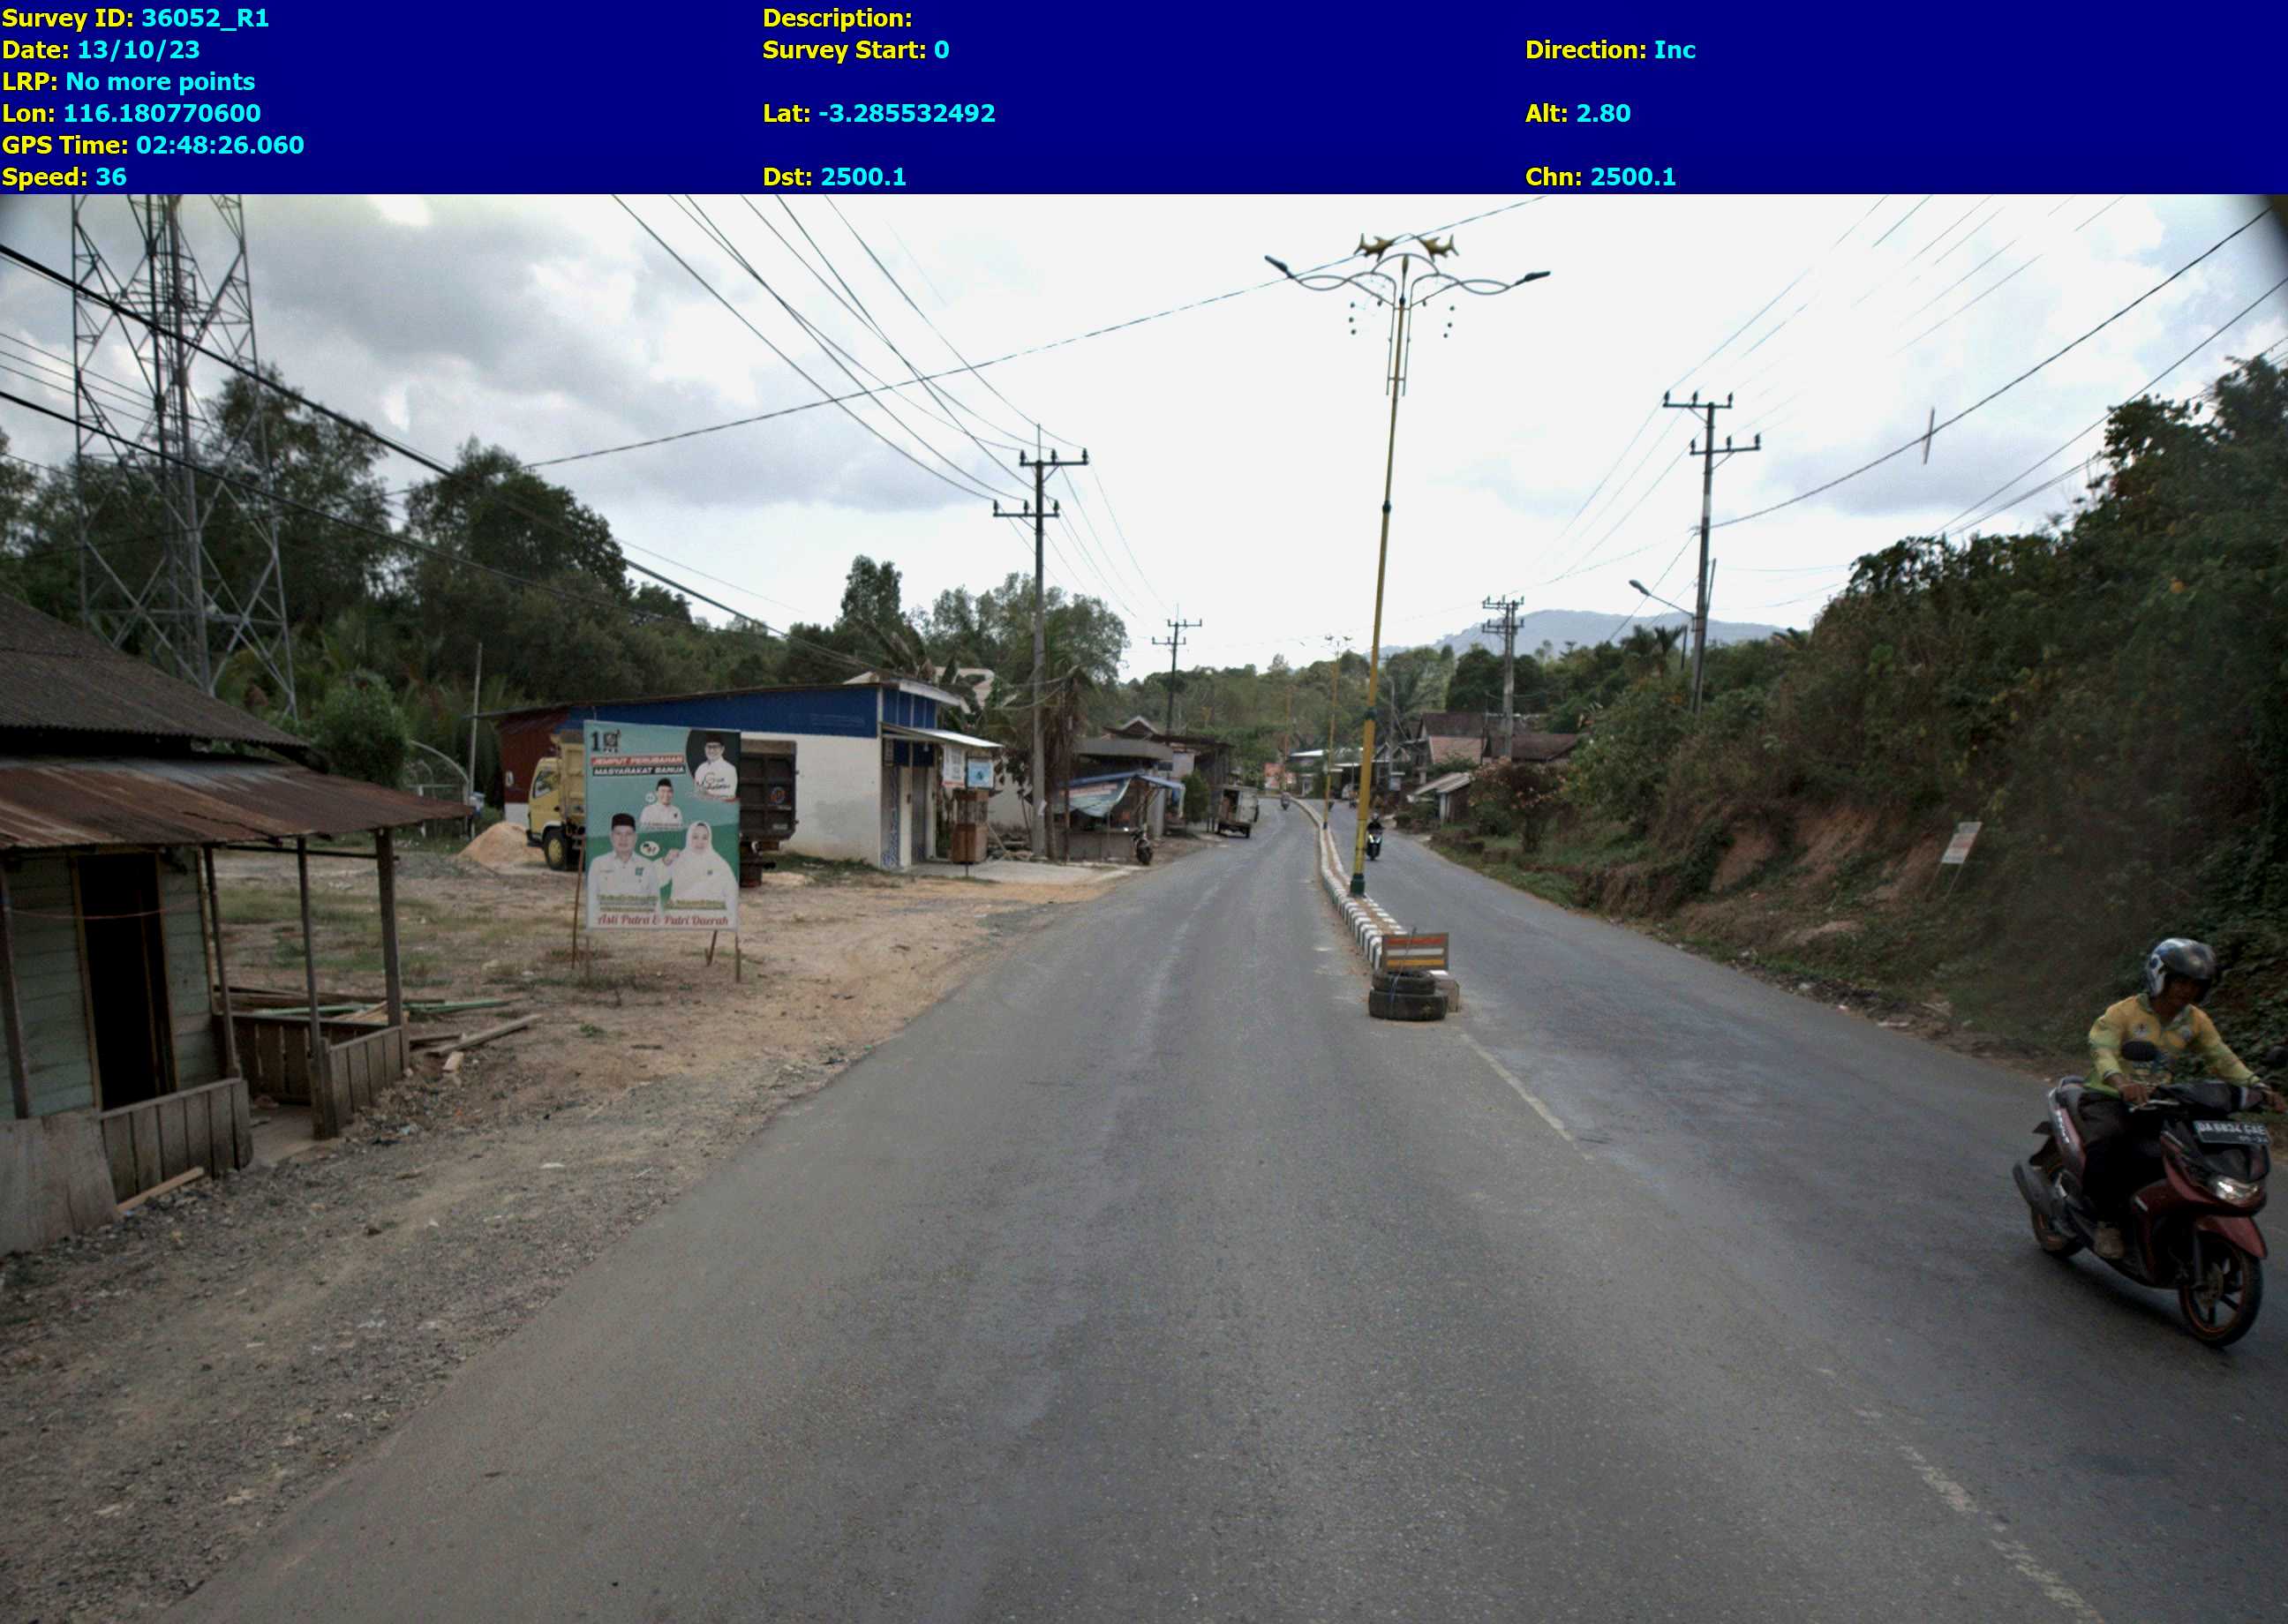 Survey ID: 36052_R1
Description:
Date: 13/10/23
Survey Start: 0
Direction: Inc
LRP: No more points
Lon: 116.180770600
Lat: -3.285532492
Alt: 2.80
GPS Time: 02:48:26.060
Speed: 36
Dst: 2500.1
Chn: 2500.1
1
PKB
JEMPUT PERUBAHAN
MASYARAKAT BANUA
Asli Putra & Putri Daerah